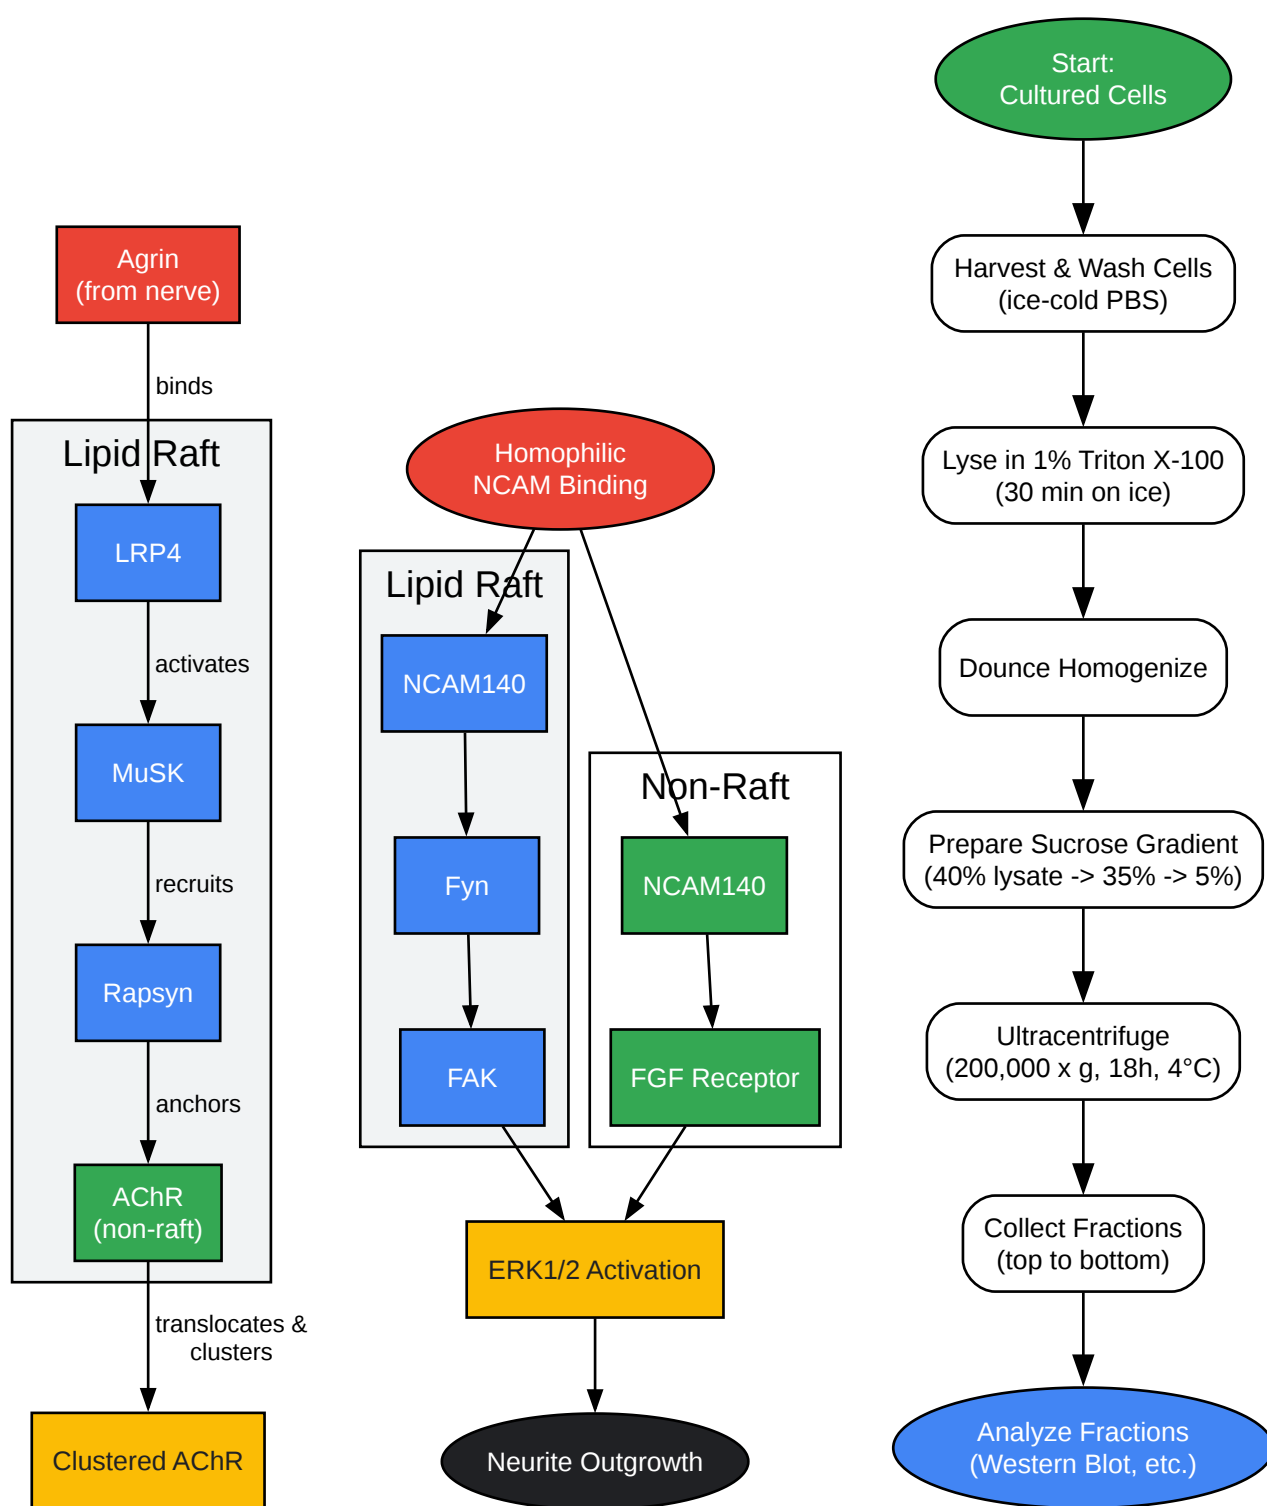 Agrin
(from nerve)
binds
Lipid Raft
LRP4
activates
MuSK
recruits
Rapsyn
anchors
AChR
(non-raft)
translocates &
clusters
Clustered AChR
Homophilic
NCAM Binding
Lipid Raft
NCAM140
Fyn
FAK
Non-Raft
NCAM140
FGF Receptor
ERK1/2 Activation
Neurite Outgrowth
Start:
Cultured Cells
Harvest & Wash Cells
(ice-cold PBS)
Lyse in 1% Triton X-100
(30 min on ice)
Dounce Homogenize
Prepare Sucrose Gradient
(40% lysate -> 35% -> 5%)
Ultracentrifuge
(200,000 x g, 18h, 4°C)
Collect Fractions
(top to bottom)
Analyze Fractions
(Western Blot, etc.)